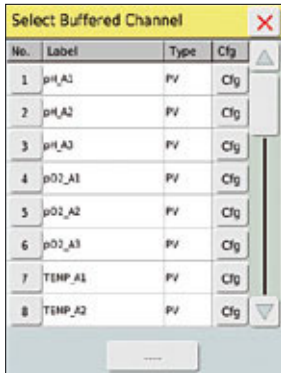 Select Buffered Channel
No. Label Type Cfg
1 pH_A1 PV Cfg
2 pH_A2 PV Cfg
3 pH_A3 PV Cfg
4 pO2_A1 PV Cfg
5 pO2_A2 PV Cfg
6 pO2_A3 PV Cfg
7 TEMP_A1 PV Cfg
8 TEMP_A2 PV Cfg
----